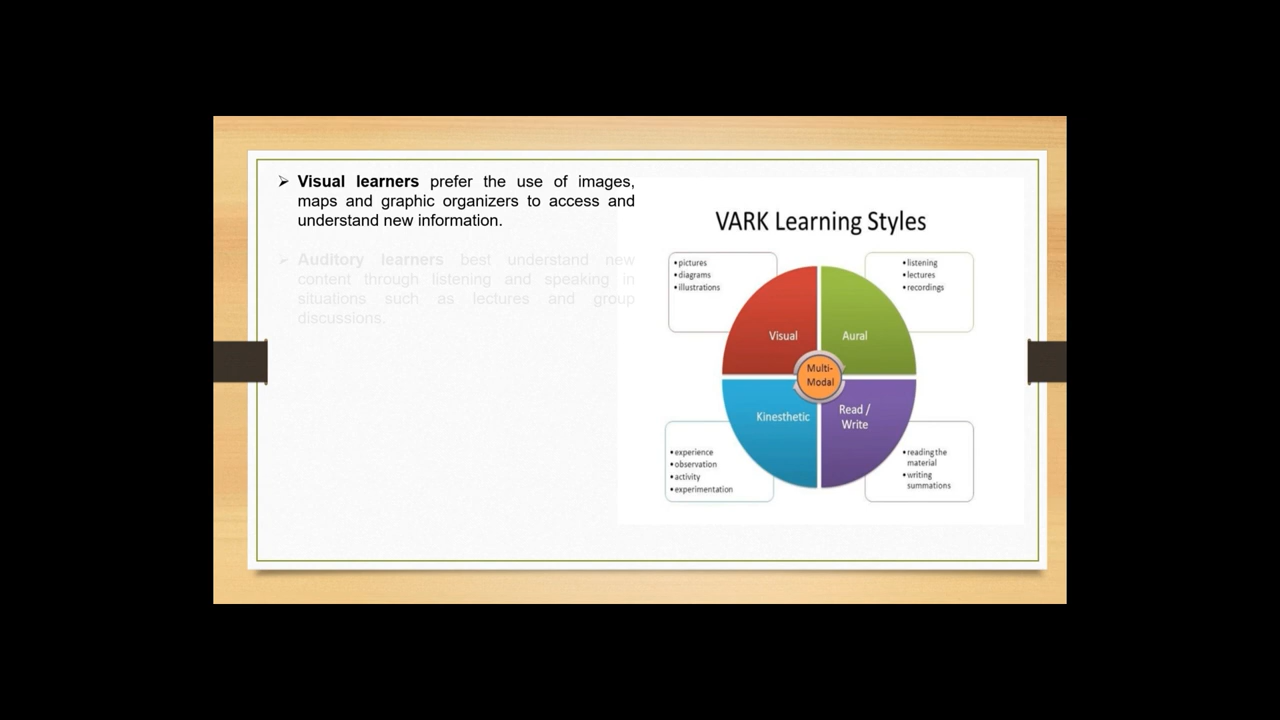 ➢ Visual learners prefer the use of images,
maps and graphic organizers to access and
understand new information.
➢ Auditory learners best understand new
content through listening and speaking in
situations such as lectures and group
discussions.
VARK Learning Styles
•pictures
•diagrams
•illustrations
•listening
•lectures
•recordings
Visual
Aural
Multi-
Modal
Kinesthetic
Read /
Write
•experience
•observation
•activity
•experimentation
•reading the
material
•writing
summations